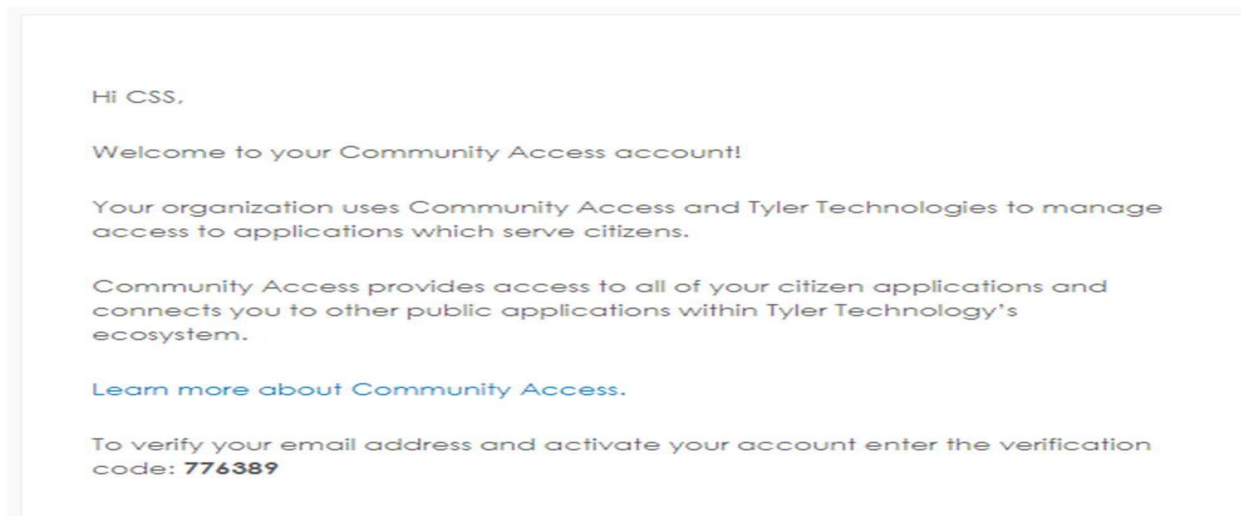 Hi CSS,
Welcome to your Community Access account!
Your organization uses Community Access and Tyler Technologies to manage
access to applications which serve citizens.
Community Access provides access to all of your citizen applications and
connects you to other public applications within Tyler Technology’s
ecosystem.
Learn more about Community Access.
To verify your email address and activate your account enter the verification
code: 776389